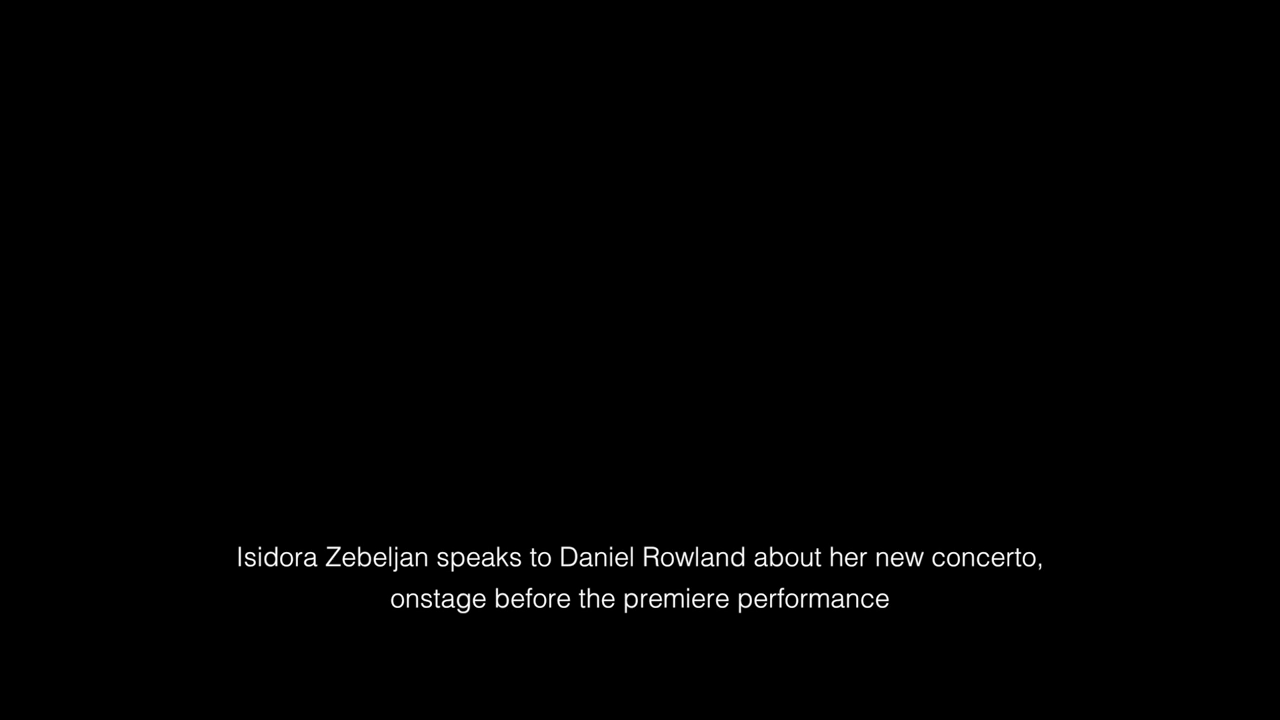 Isidora Zebeljan speaks to Daniel Rowland about her new concerto,
onstage before the premiere performance